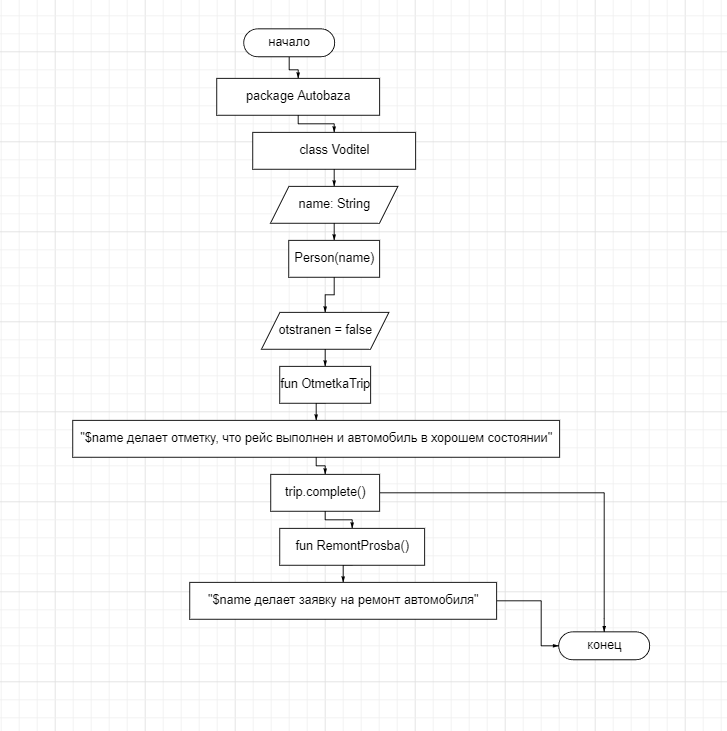 начало
package Autobaza
class Voditel
name: String
Person(name)
otstranen = false
fun OtmetkaTrip
"$name делает отметку, что рейс выполнен и автомобиль в хорошем состоянии"
trip.complete()
fun RemontProsba()
"$name делает заявку на ремонт автомобиля"
конец